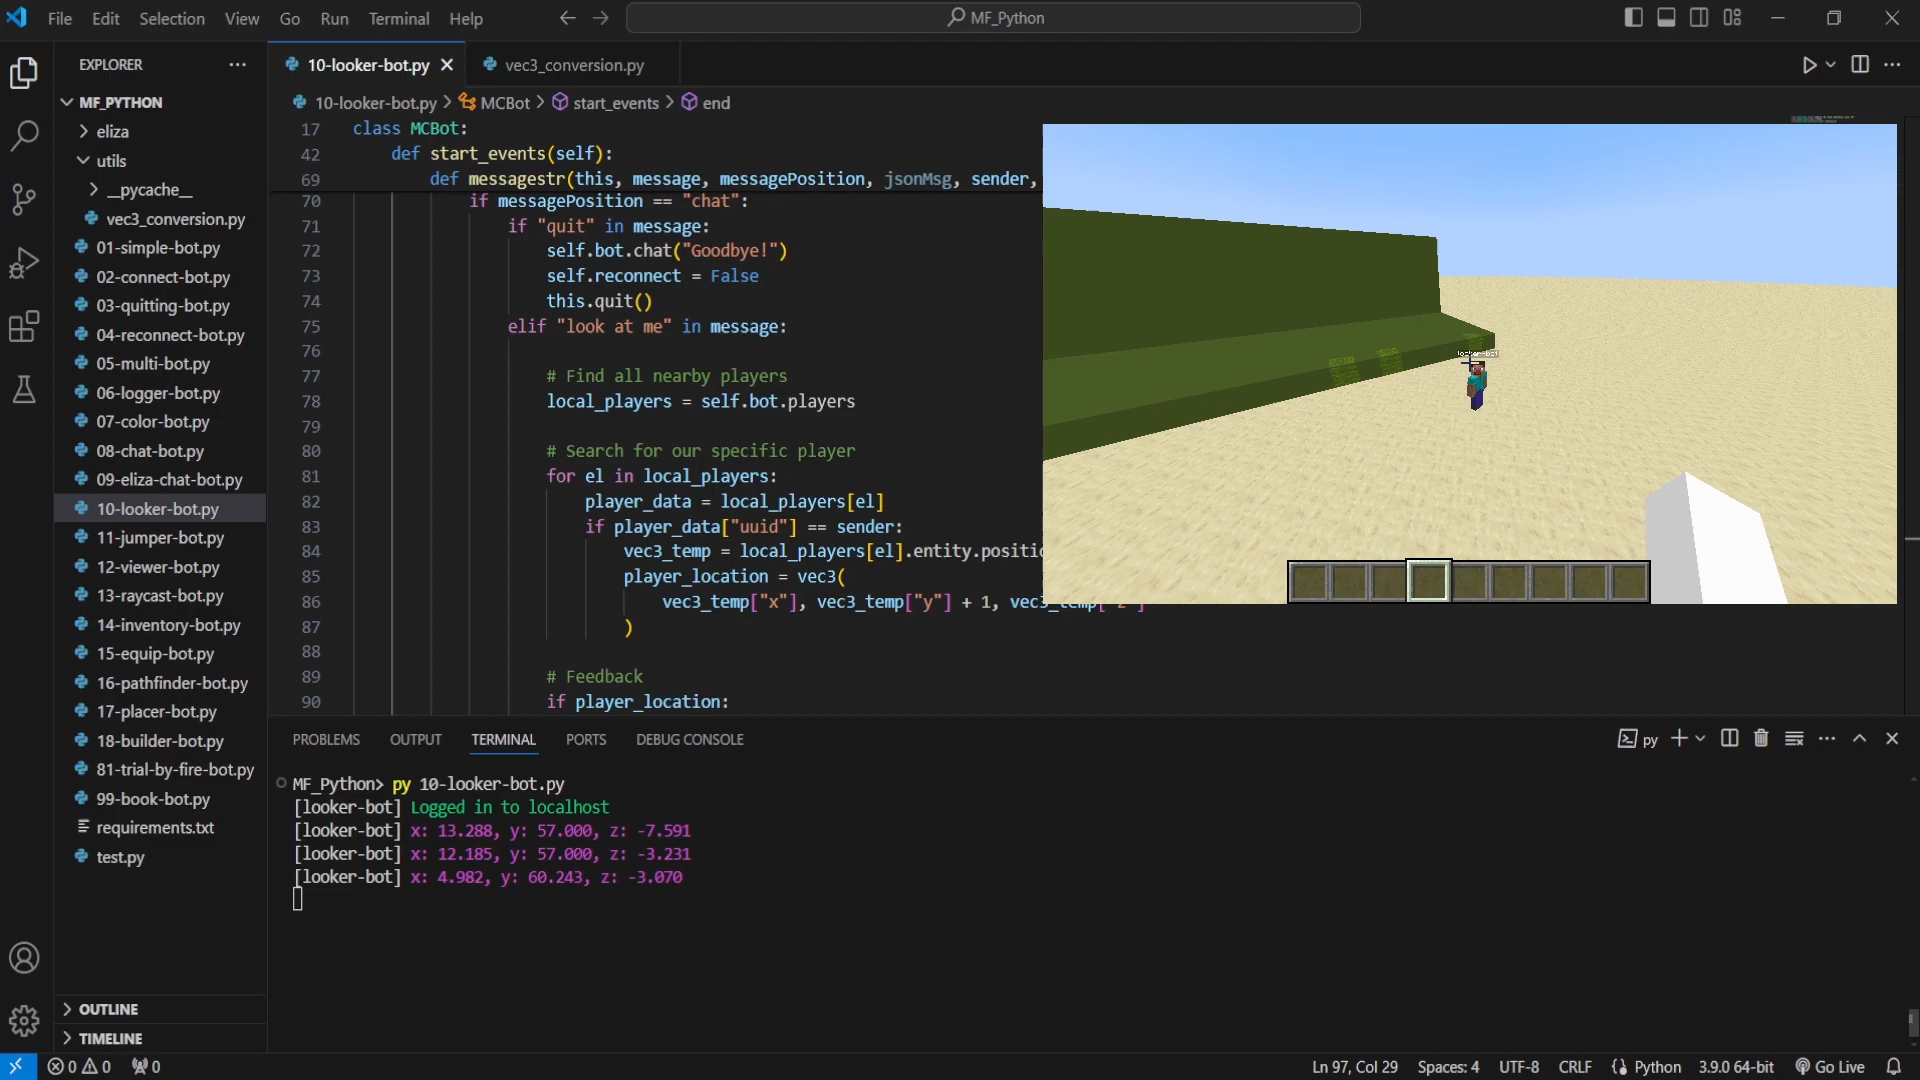 File Edit Selection View Go Run Terminal Help MF_Python
EXPLORER
MF_PYTHON
eliza
utils
__pycache__
vec3_conversion.py
01-simple-bot.py
02-connect-bot.py
03-quitting-bot.py
04-reconnect-bot.py
05-multi-bot.py
06-logger-bot.py
07-color-bot.py
08-chat-bot.py
09-eliza-chat-bot.py
10-looker-bot.py
11-jumper-bot.py
12-viewer-bot.py
13-raycast-bot.py
14-inventory-bot.py
15-equip-bot.py
16-pathfinder-bot.py
17-placer-bot.py
18-builder-bot.py
81-trial-by-fire-bot.py
99-book-bot.py
requirements.txt
test.py
OUTLINE
TIMELINE
10-looker-bot.py vec3_conversion.py
10-looker-bot.py > MCBot > start_events > end
17 class MCBot:
42 def start_events(self):
69 def messagestr(this, message, messagePosition, jsonMsg, sender,
70 if messagePosition == "chat":
71 if "quit" in message:
72 self.bot.chat("Goodbye!")
73 self.reconnect = False
74 this.quit()
75 elif "look at me" in message:
76
77 # Find all nearby players
78 local_players = self.bot.players
79
80 # Search for our specific player
81 for el in local_players:
82 player_data = local_players[el]
83 if player_data["uuid"] == sender:
84 vec3_temp = local_players[el].entity.positio
85 player_location = vec3(
86 vec3_temp["x"], vec3_temp["y"] + 1, vec3_temp["z"]
87 )
88
89 # Feedback
90 if player_location:
looker-bot
PROBLEMS OUTPUT TERMINAL PORTS DEBUG CONSOLE
py
MF_Python> py 10-looker-bot.py
[looker-bot] Logged in to localhost
[looker-bot] x: 13.288, y: 57.000, z: -7.591
[looker-bot] x: 12.185, y: 57.000, z: -3.231
[looker-bot] x: 4.982, y: 60.243, z: -3.070
0 0 0 Ln 97, Col 29 Spaces: 4 UTF-8 CRLF Python 3.9.0 64-bit Go Live